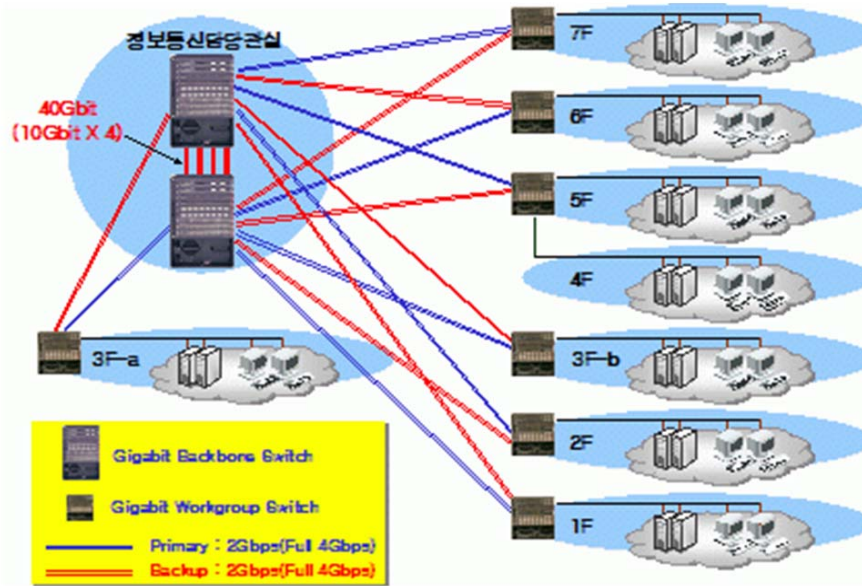 정보통신담당관실
40Gbit
(10Gbit X 4)
7F
6F
5F
4F
3F-a
3F-b
2F
1F
Gigabit Backbone Switch
Gigabit Workgroup Switch
Primary : 2Gbps(Full 4Gbps)
Backup : 2Gbps(Full 4Gbps)